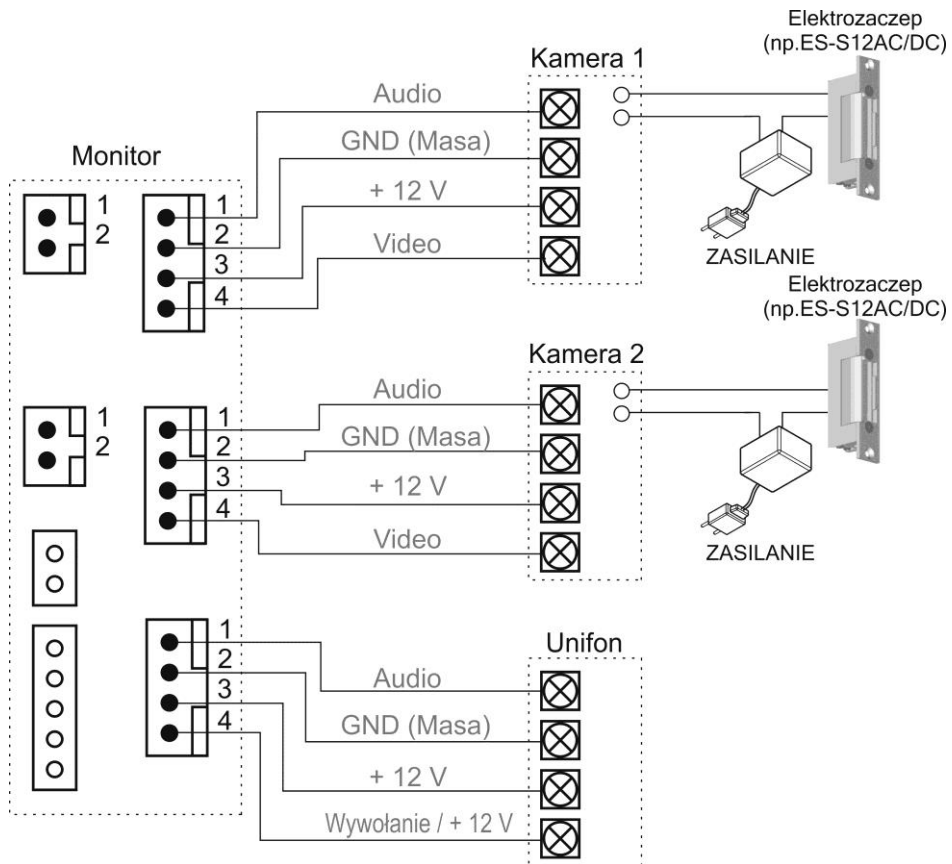 Elektrozaczep
(np.ES-S12AC/DC)
Kamera 1
Audio
GND (Masa)
+ 12 V
Video
Monitor
1
2
1
2
3
4
ZASILANIE
Elektrozaczep
(np.ES-S12AC/DC)
Kamera 2
Audio
GND (Masa)
+ 12 V
Video
1
2
1
2
3
4
ZASILANIE
Unifon
1
2
3
4
Audio
GND (Masa)
+ 12 V
Wywołanie / + 12 V